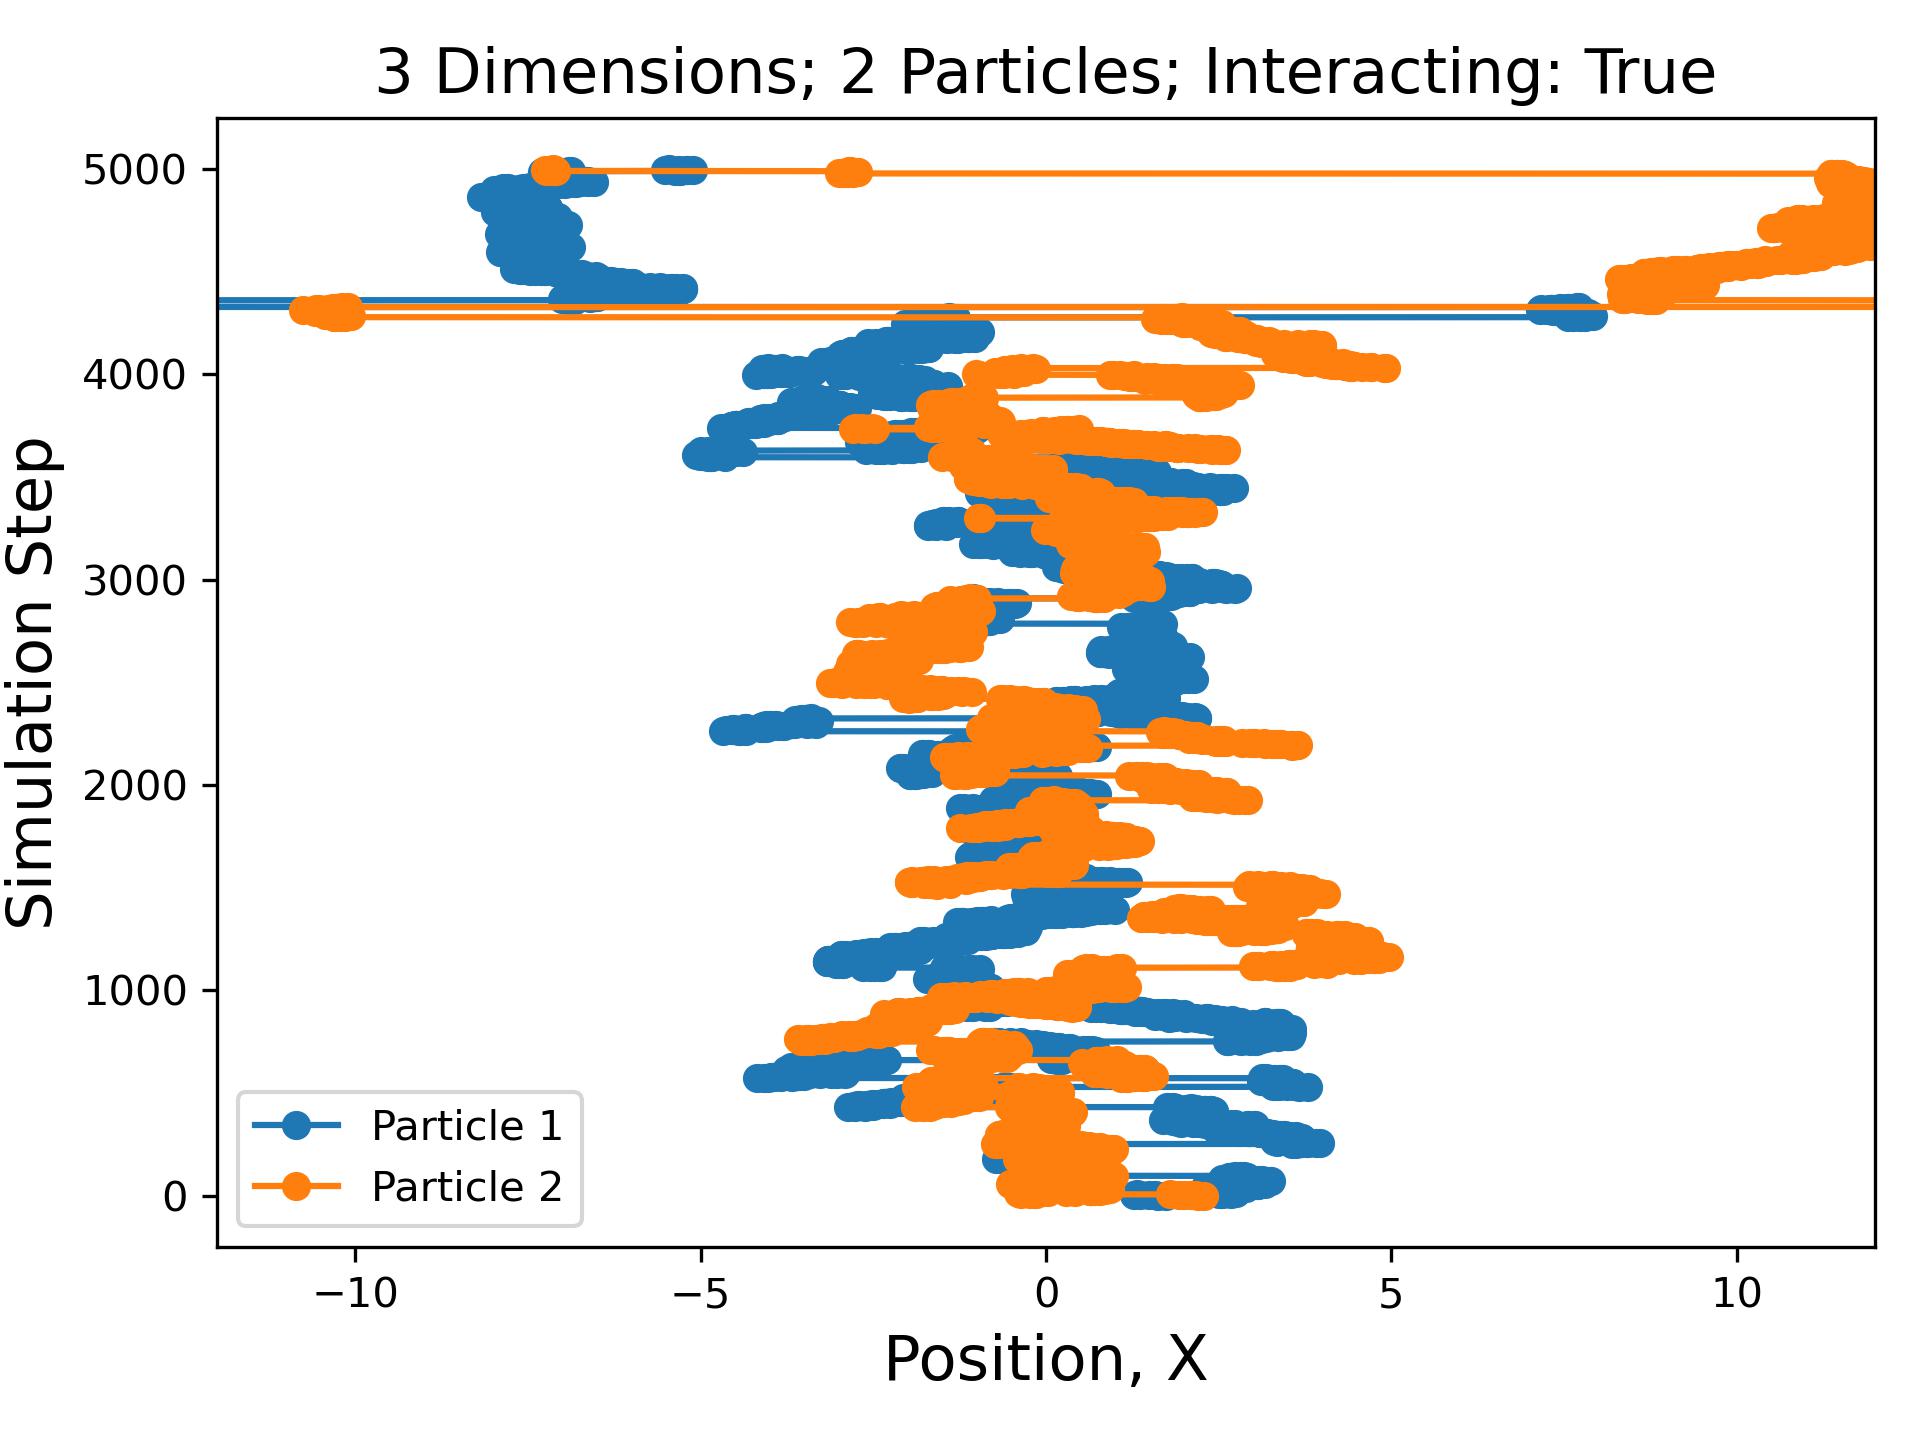 3 Dimensions; 2 Particles; Interacting: True
Simulation Step
5000
4000
3000
2000
1000
0
Particle 1
Particle 2
−10
−5
0
5
10
Position, X